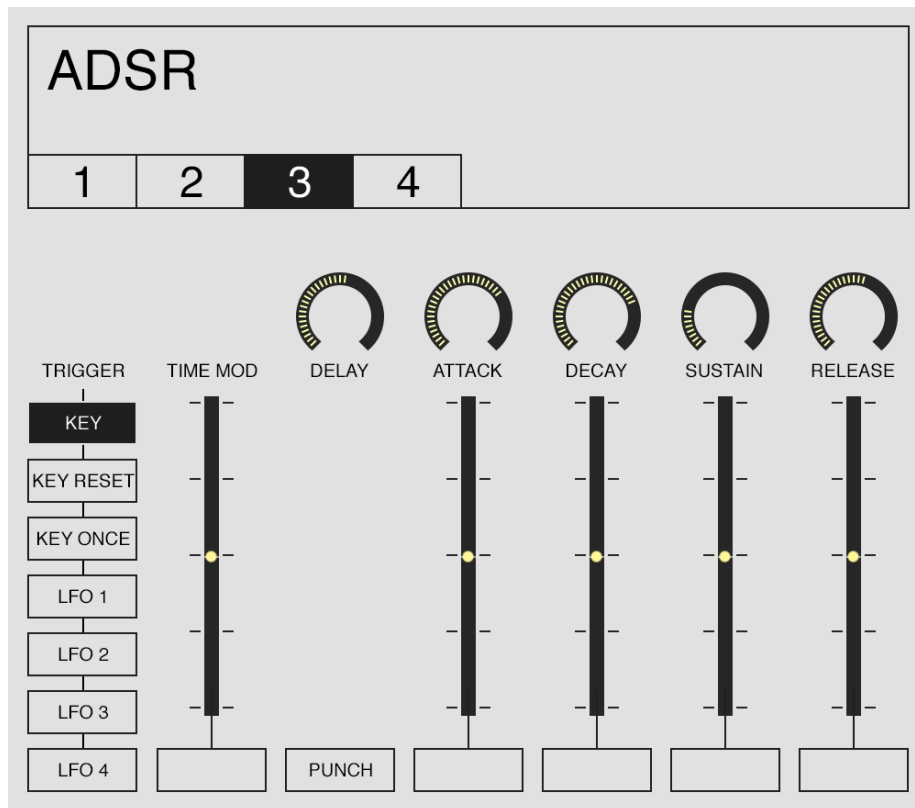 ADSR
1 2 3 4
TRIGGER TIME MOD DELAY ATTACK DECAY SUSTAIN RELEASE
KEY
KEY RESET
KEY ONCE
LFO 1
LFO 2
LFO 3
LFO 4 PUNCH